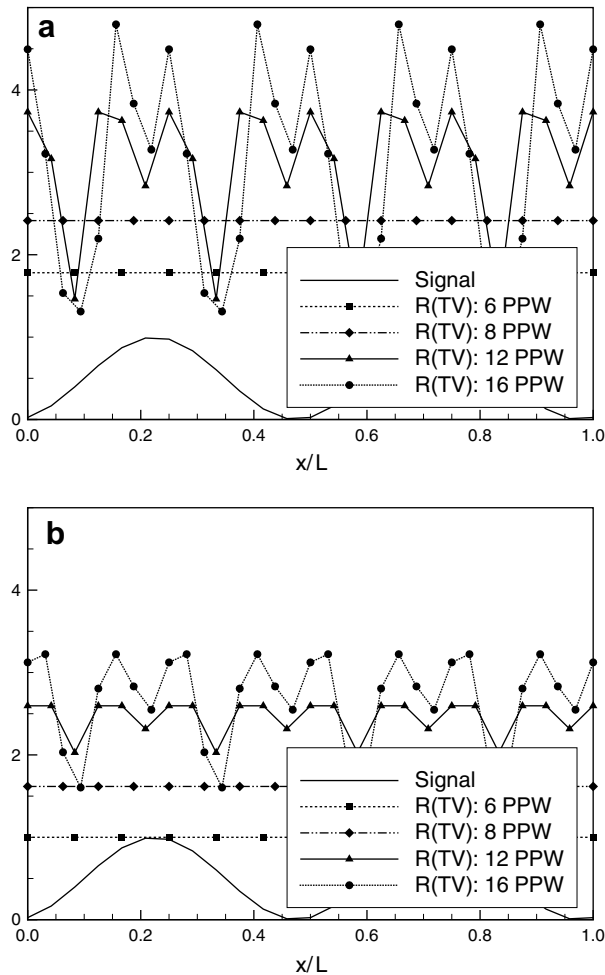 a
4
2
0
0.0
0.2
0.4
0.6
0.8
1.0
x/L
Signal
R(TV): 6 PPW
R(TV): 8 PPW
R(TV): 12 PPW
R(TV): 16 PPW
b
4
2
0
0.0
0.2
0.4
0.6
0.8
1.0
x/L
Signal
R(TV): 6 PPW
R(TV): 8 PPW
R(TV): 12 PPW
R(TV): 16 PPW